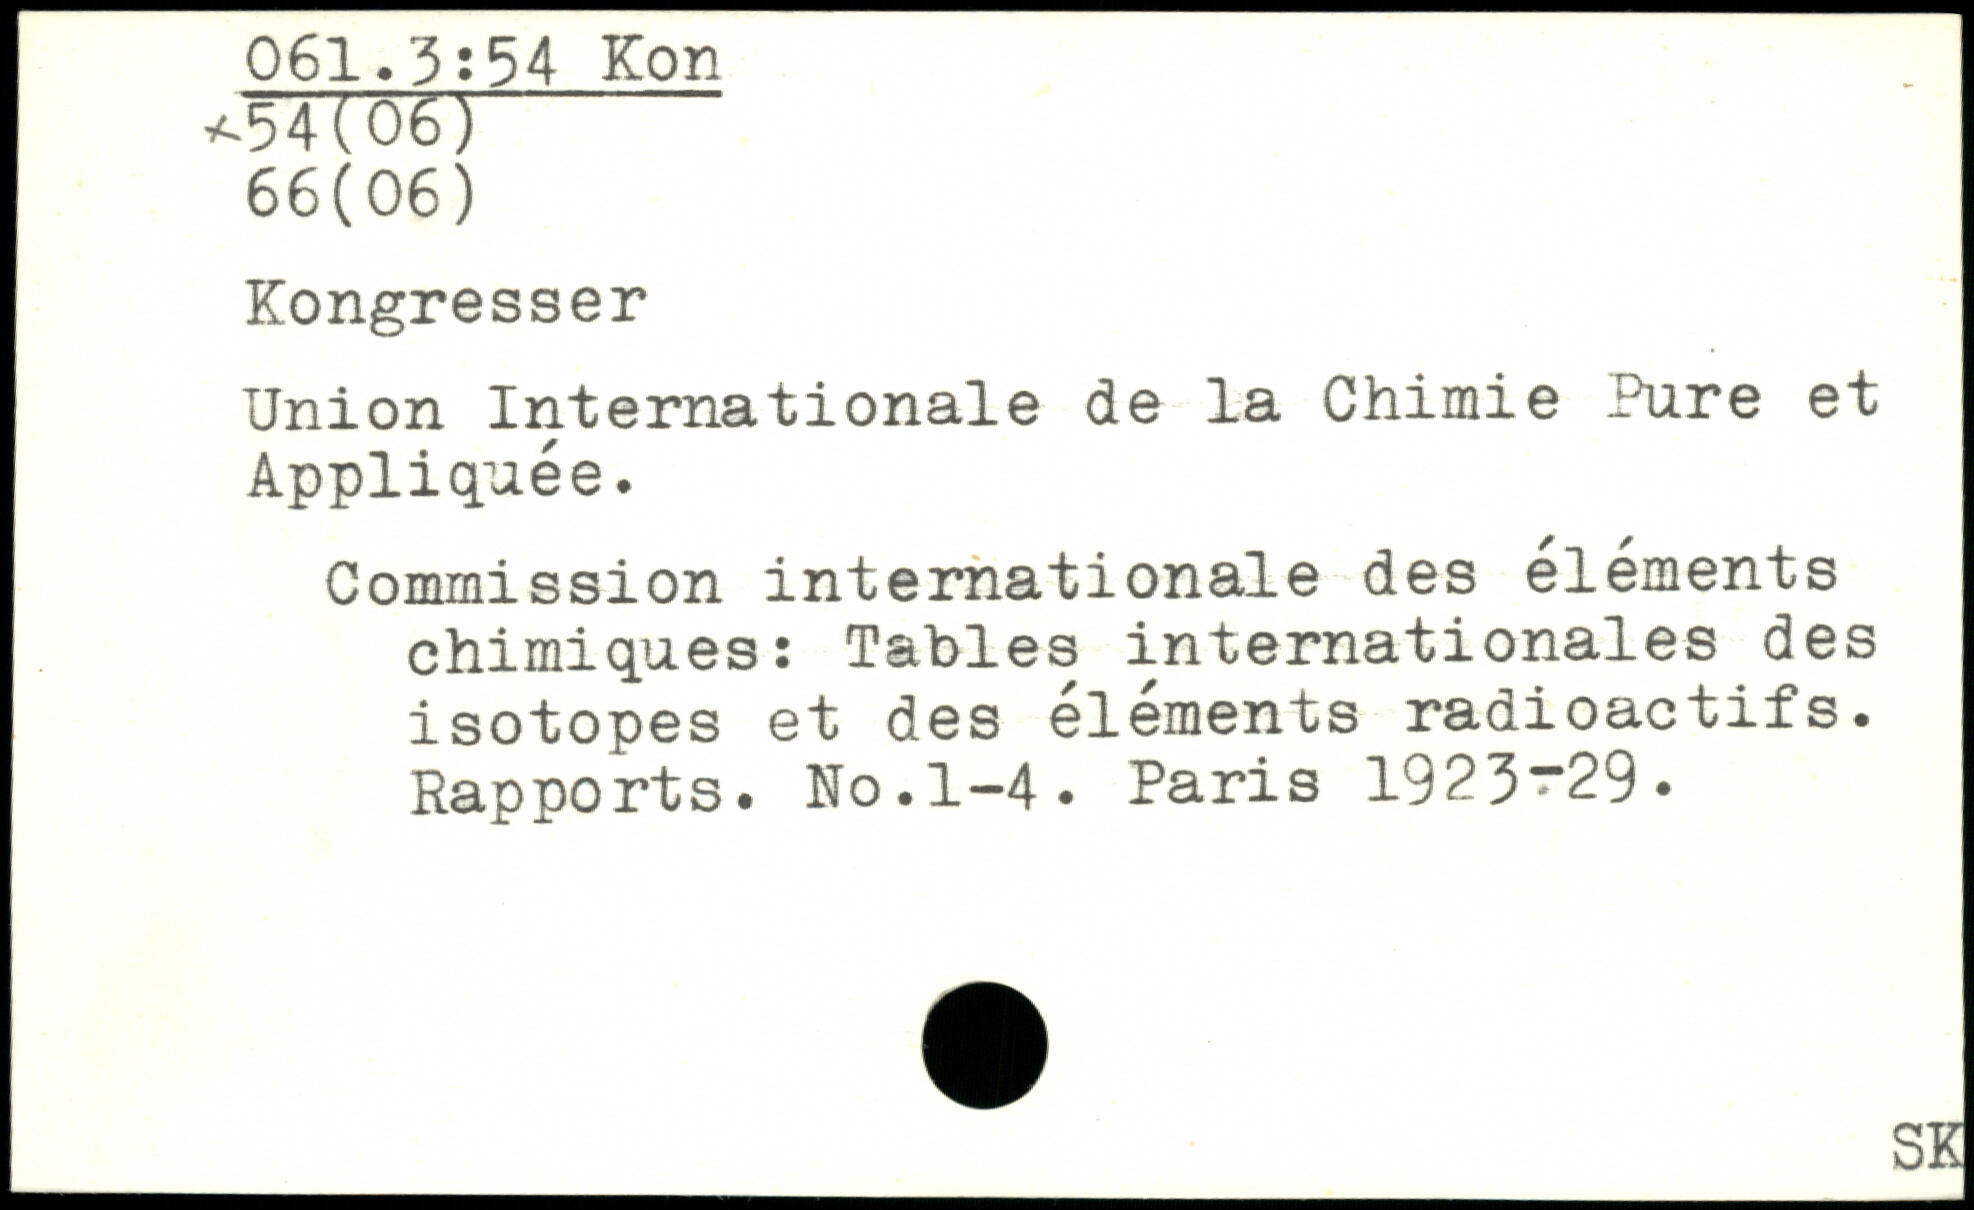 061.3:54 Kon
×54(06)
66(06)
Kongresser
Union Internationale de la Chimie Pure et
Appliquée.
Commission internationale des éléments
chimiques: Tables internationales des
isotopes et des éléments radioactifs.
Rapports. No.1-4. Paris 1923-29.
SK